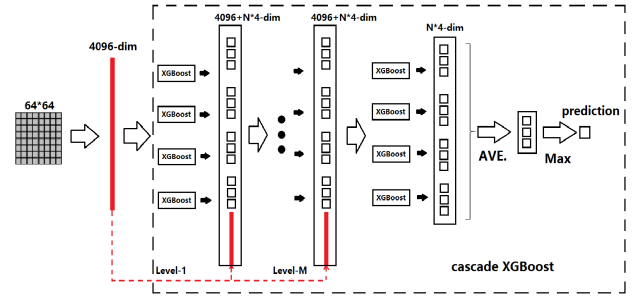 4096+N*4-dim
4096+N*4-dim
N*4-dim
4096-dim
64*64
XGBoost
XGBoost
XGBoost
XGBoost
XGBoost
XGBoost
XGBoost
XGBoost
prediction
AVE.
Max
Level-1
Level-M
cascade XGBoost